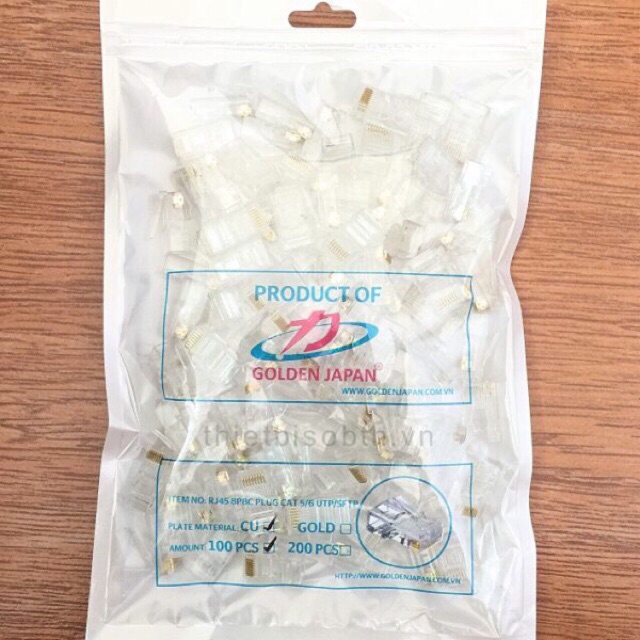 PRODUCT OF
GOLDEN JAPAN®
WWW.GOLDENJAPAN.COM.VN
thietbisobth.vn
ITEM NO: RJ45 8P8C PLUG CAT 5/6 UTP/SFTP
PLATE MATERIAL: CU ✓ GOLD □
AMOUNT: 100 PCS ✓ 200 PCS □
HTTP://WWW.GOLDENJAPAN.COM.VN